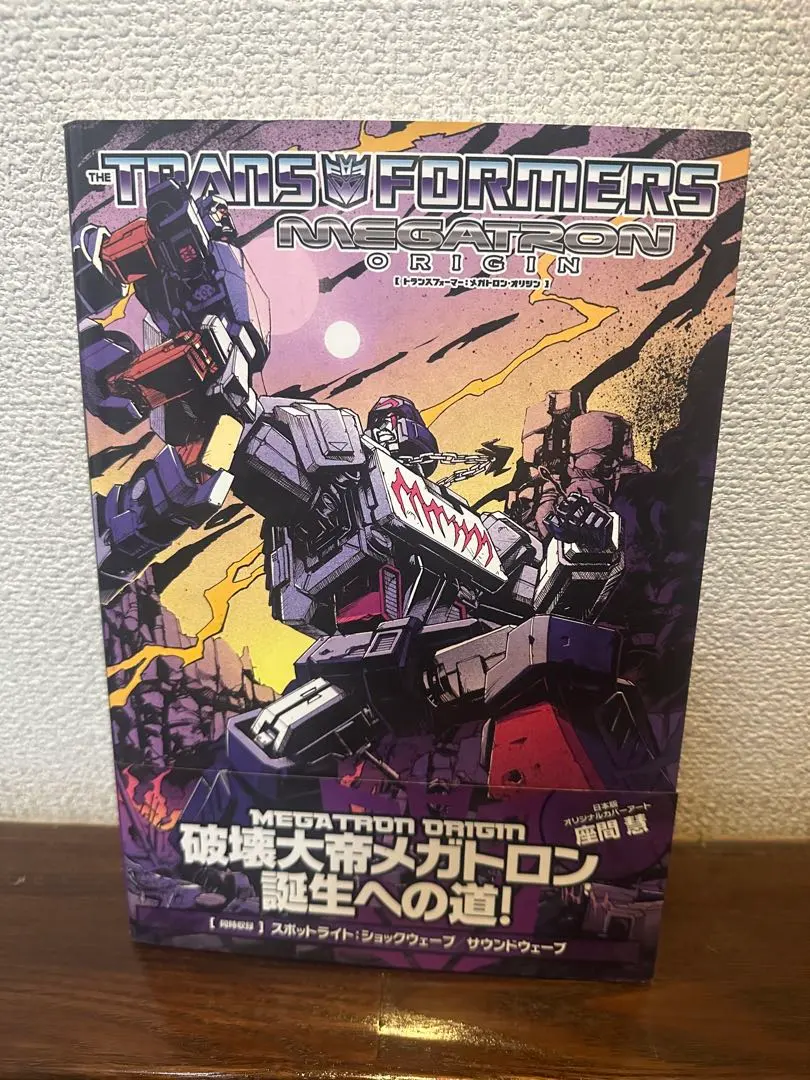 THE TRANSFORMERS
MEGATRON
ORIGIN
[ トランスフォーマー：メガトロン・オリジン ]
MEGATRON ORIGIN
破壊大帝メガトロン
誕生への道!
日本版
オリジナルカバーアート
座間 慧
[ 同時収録 ] スポットライト：ショックウェーブ サウンドウェーブ